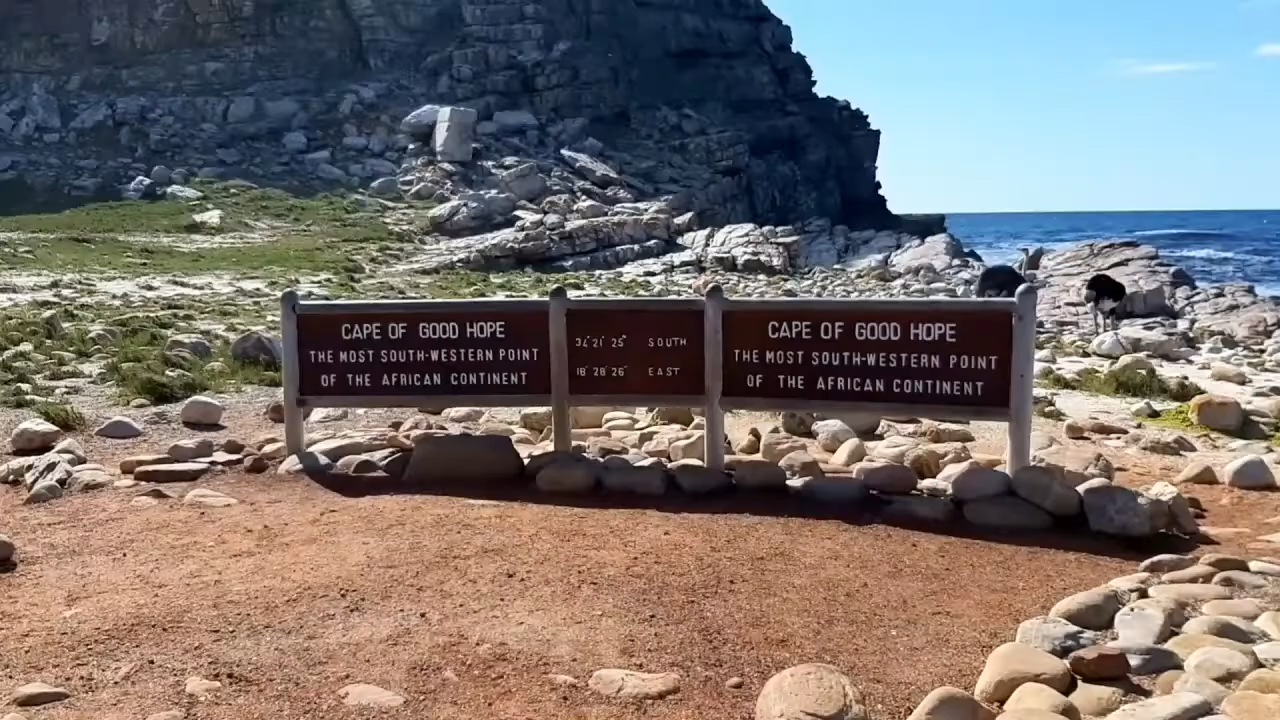 CAPE OF GOOD HOPE
THE MOST SOUTH-WESTERN POINT
OF THE AFRICAN CONTINENT
34° 21' 25" SOUTH
18° 28' 26" EAST
CAPE OF GOOD HOPE
THE MOST SOUTH-WESTERN POINT
OF THE AFRICAN CONTINENT